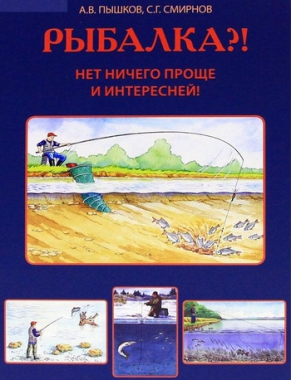 А.В. ПЫШКОВ, С.Г. СМИРНОВ
РЫБАЛКА?!
НЕТ НИЧЕГО ПРОЩЕ
И ИНТЕРЕСНЕЙ!